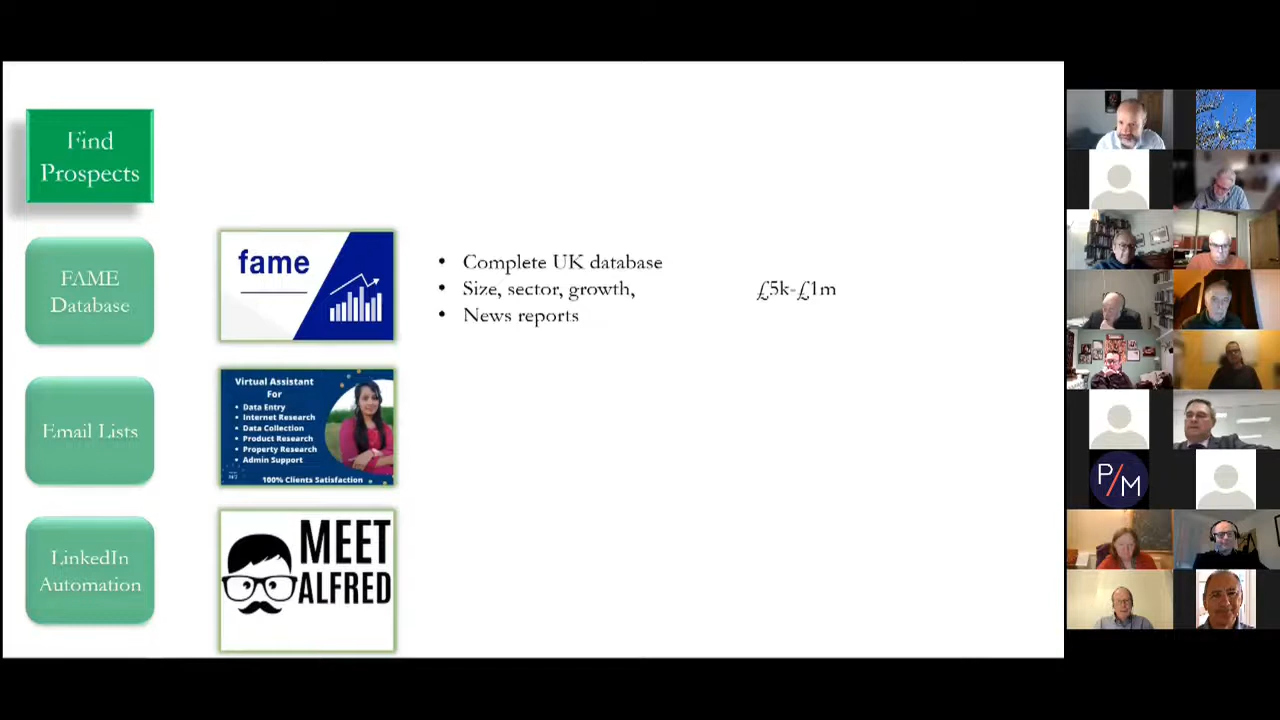 Find
Prospects
FAME
Database
fame
• Complete UK database
• Size, sector, growth, £5k-£1m
• News reports
Email Lists
Virtual Assistant
For
• Data Entry
• Internet Research
• Data Collection
• Product Research
• Property Research
• Admin Support
100% Clients Satisfaction
LinkedIn
Automation
MEET
ALFRED
P/M